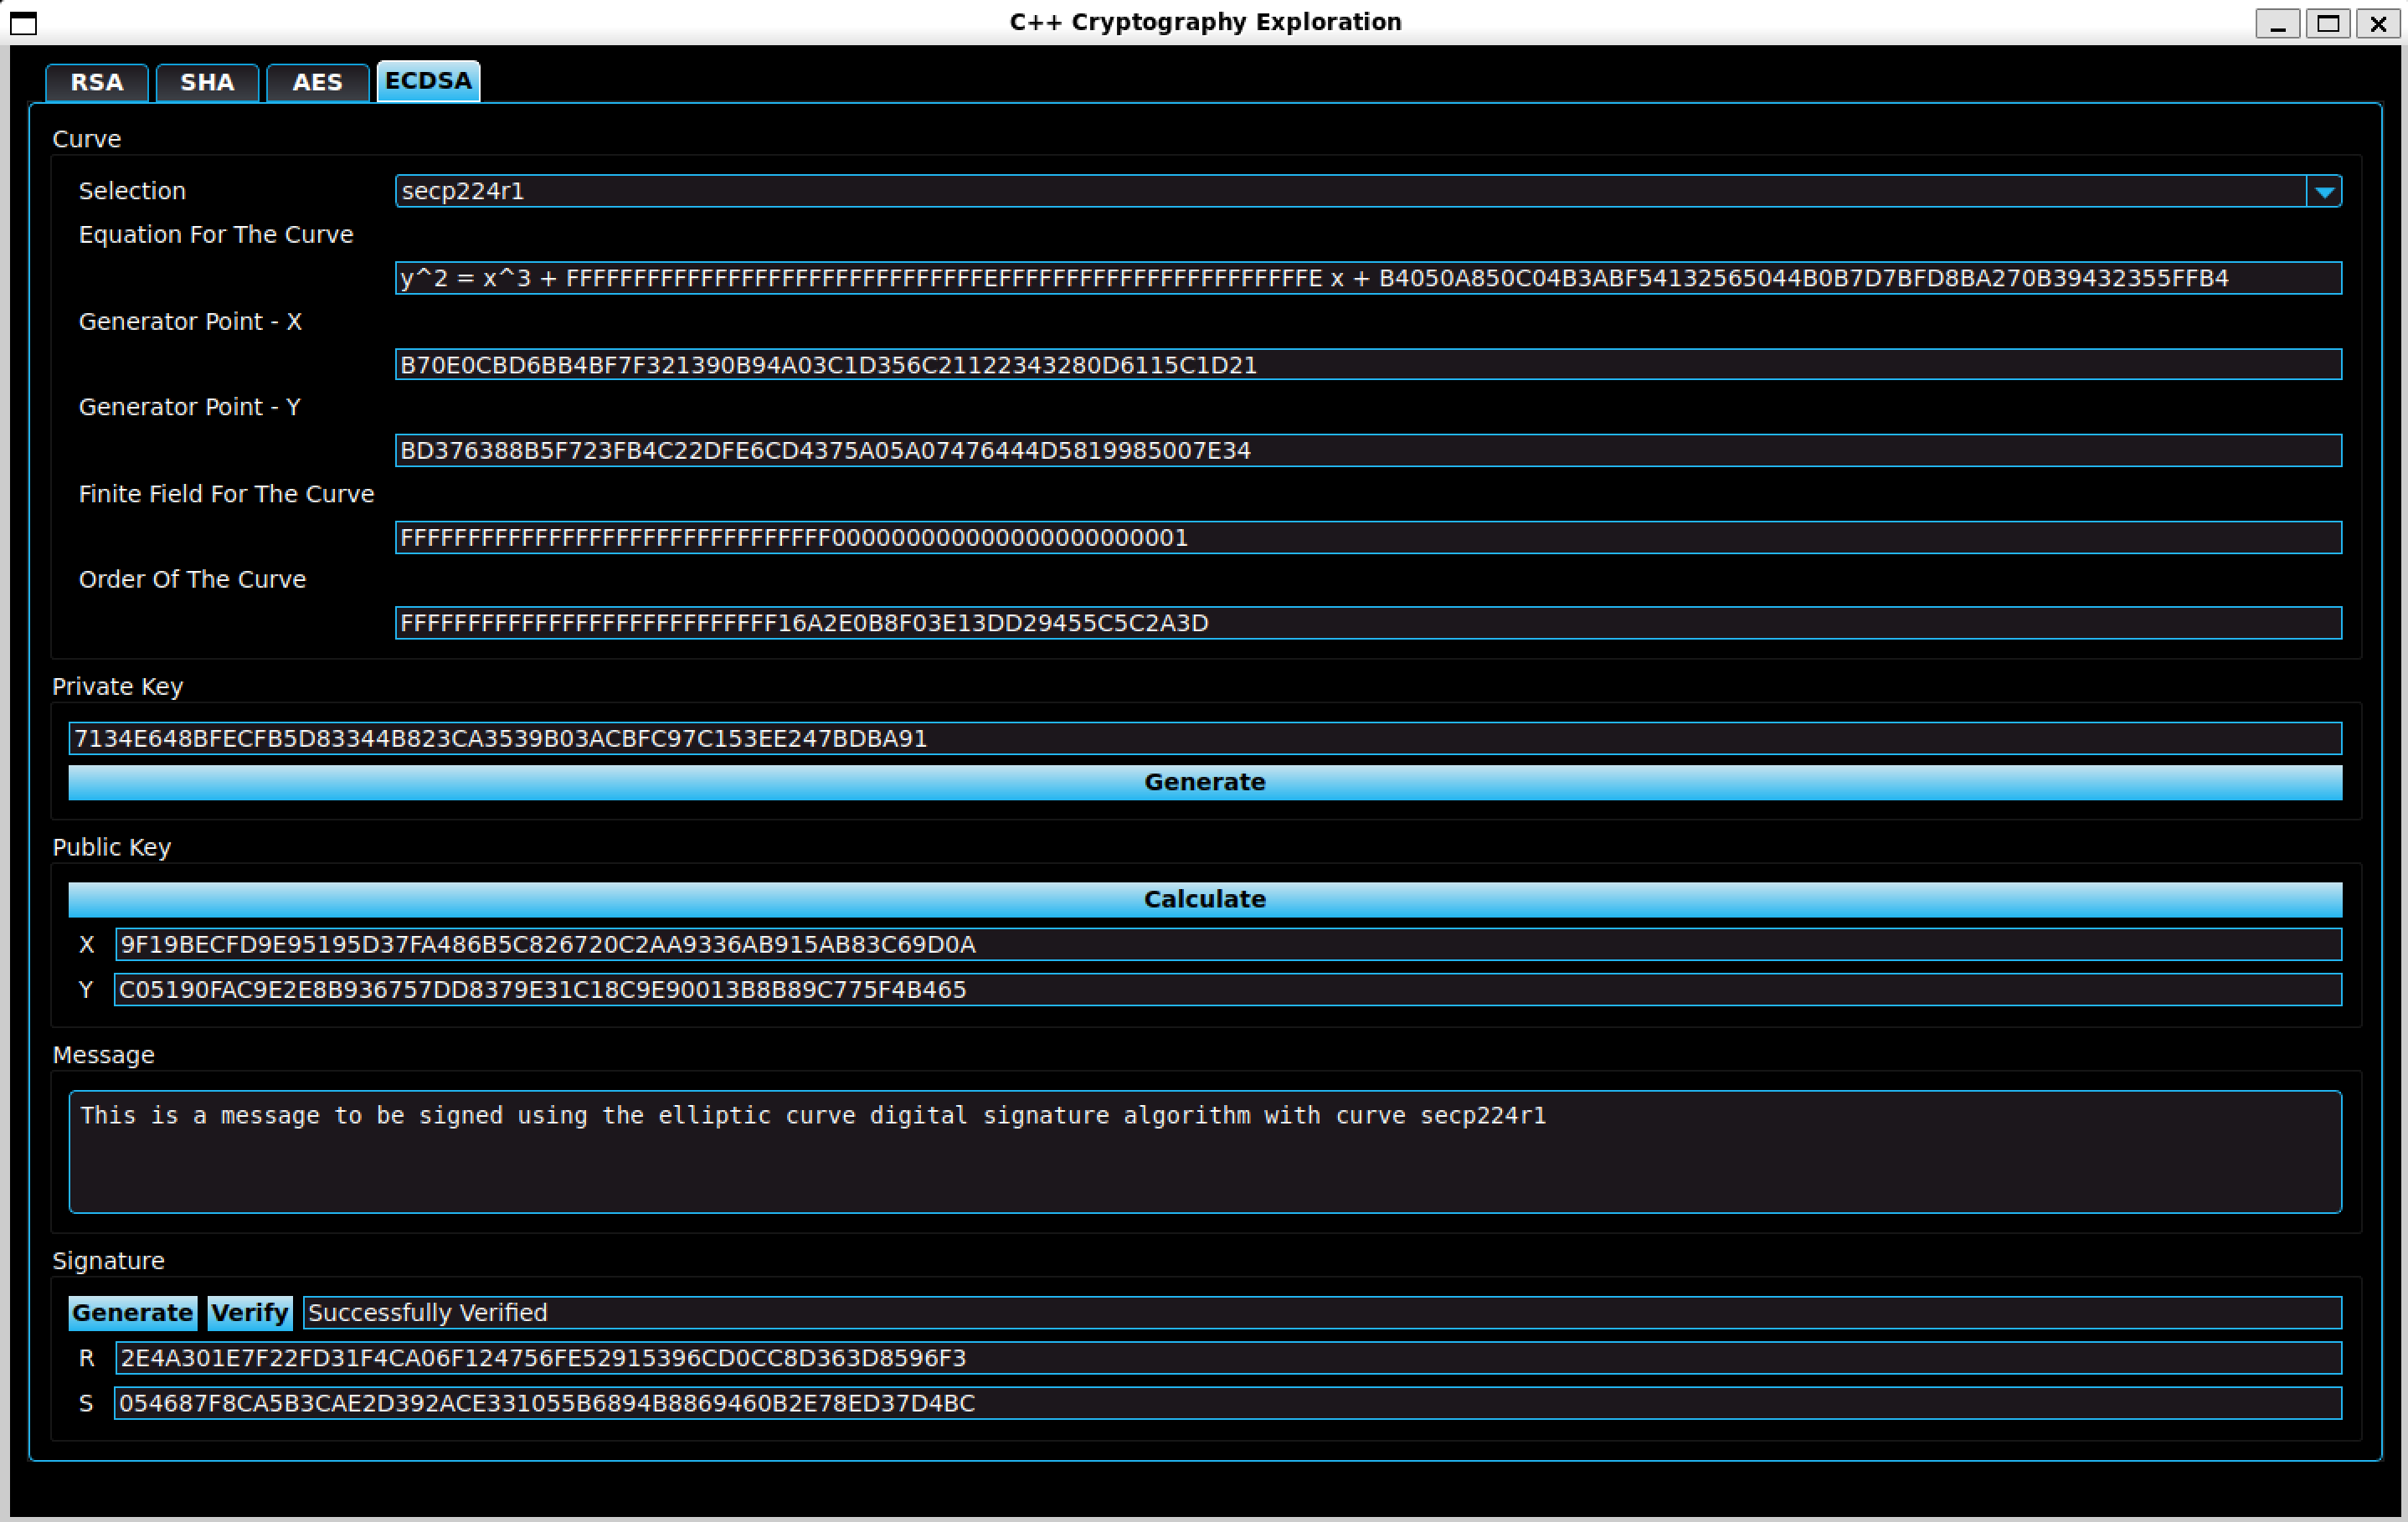 C++ Cryptography Exploration
RSA SHA AES ECDSA
Curve
Selection secp224r1
Equation For The Curve
y^2 = x^3 + FFFFFFFFFFFFFFFFFFFFFFFFFFFFFFFEFFFFFFFFFFFFFFFFFFFFFFFE x + B4050A850C04B3ABF54132565044B0B7D7BFD8BA270B39432355FFB4
Generator Point - X
B70E0CBD6BB4BF7F321390B94A03C1D356C21122343280D6115C1D21
Generator Point - Y
BD376388B5F723FB4C22DFE6CD4375A05A07476444D5819985007E34
Finite Field For The Curve
FFFFFFFFFFFFFFFFFFFFFFFFFFFFFFFF000000000000000000000001
Order Of The Curve
FFFFFFFFFFFFFFFFFFFFFFFFFFFF16A2E0B8F03E13DD29455C5C2A3D
Private Key
7134E648BFECFB5D83344B823CA3539B03ACBFC97C153EE247BDBA91
Generate
Public Key
Calculate
X 9F19BECFD9E95195D37FA486B5C826720C2AA9336AB915AB83C69D0A
Y C05190FAC9E2E8B936757DD8379E31C18C9E90013B8B89C775F4B465
Message
This is a message to be signed using the elliptic curve digital signature algorithm with curve secp224r1
Signature
Generate Verify Successfully Verified
R 2E4A301E7F22FD31F4CA06F124756FE52915396CD0CC8D363D8596F3
S 054687F8CA5B3CAE2D392ACE331055B6894B8869460B2E78ED37D4BC